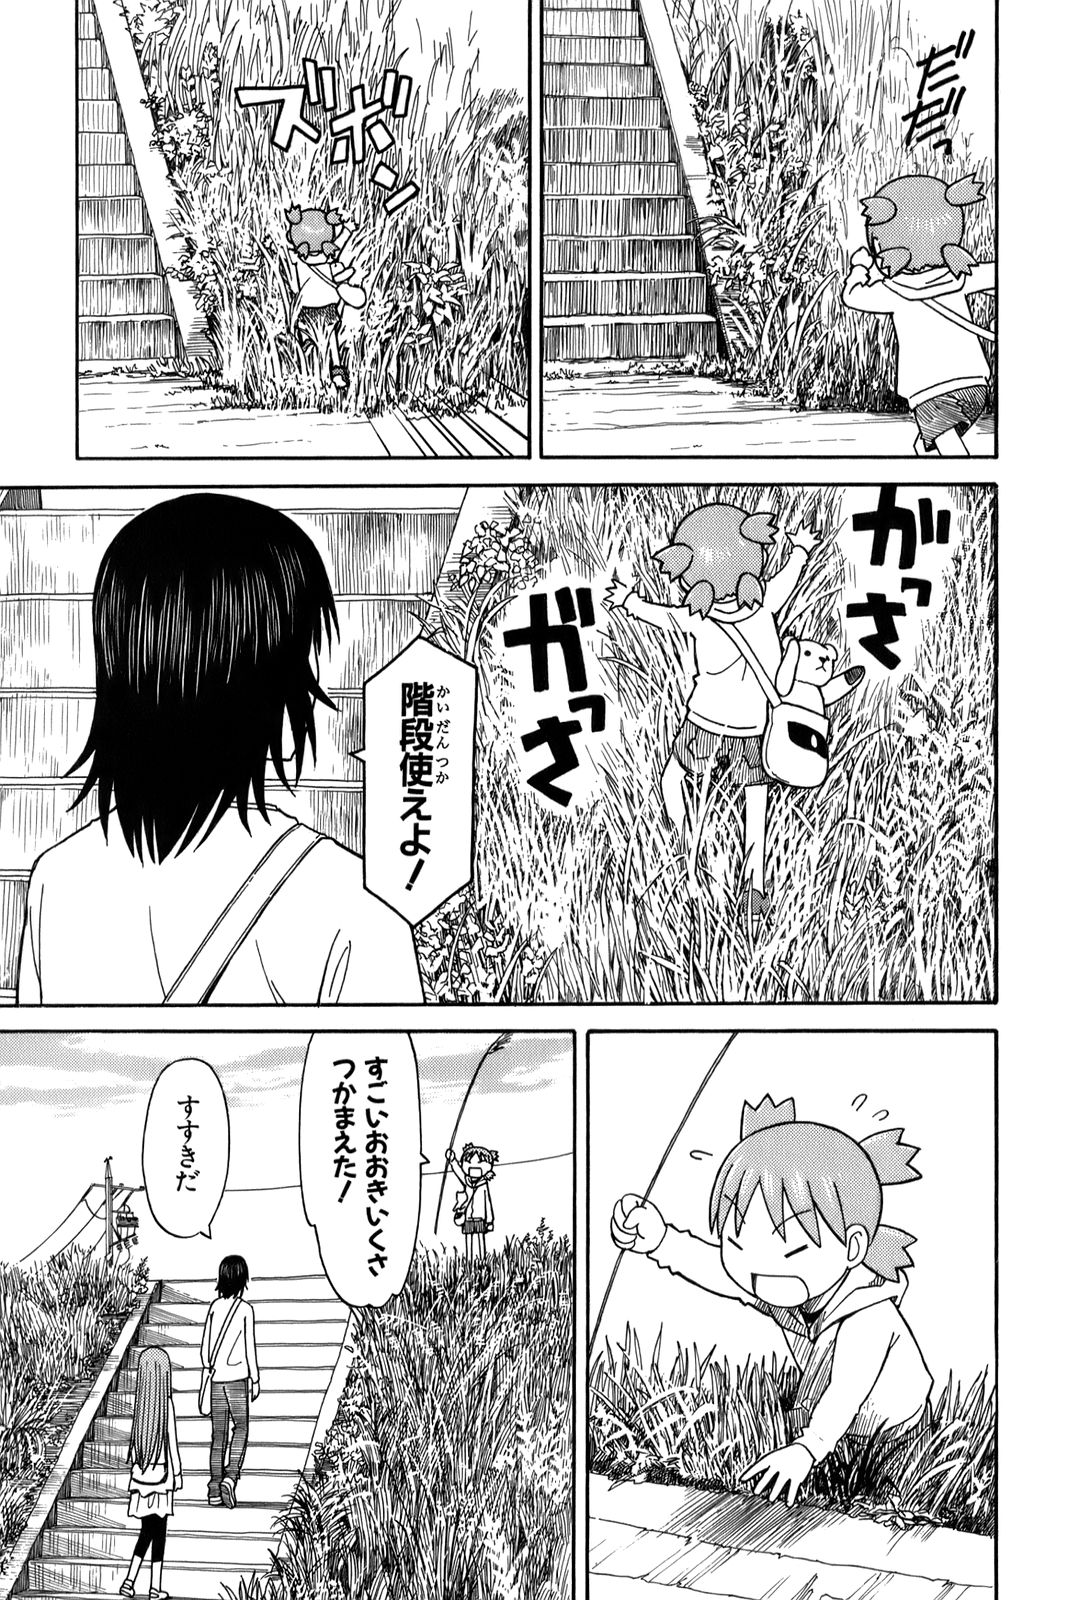 だだだっ
ズボボン
がっさ
がっさ
階段使えよ！
かいだんつか
すごいおおきいくさ
つかまえた！
すすきだ